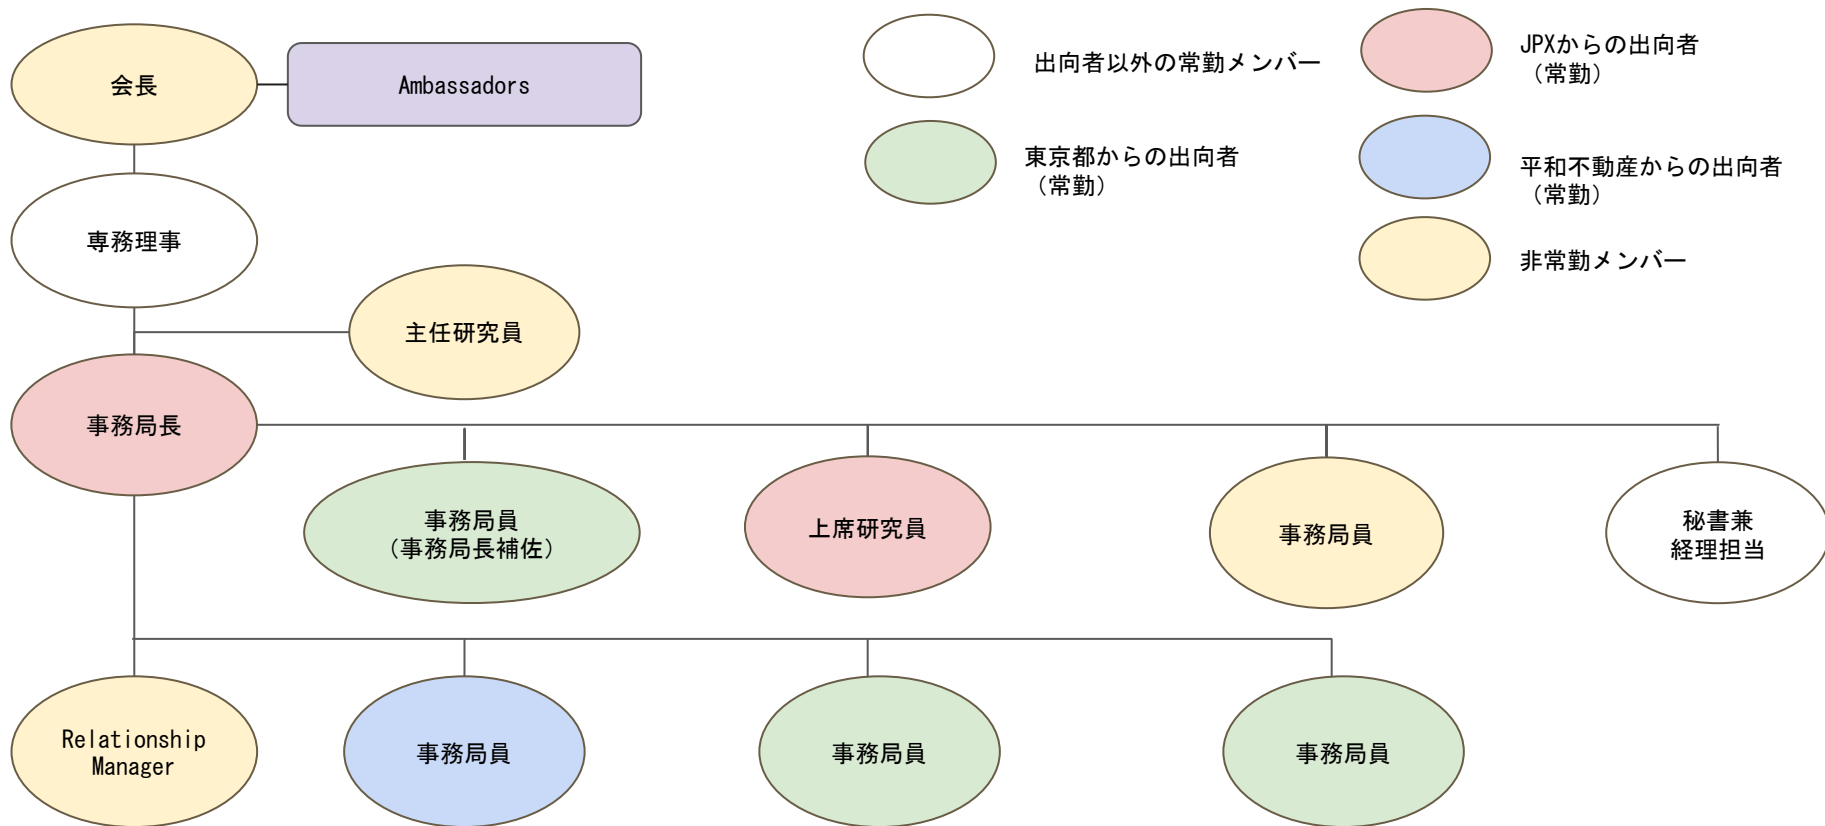 会長
Ambassadors
出向者以外の常勤メンバー
JPXからの出向者
（常勤）
東京都からの出向者
（常勤）
平和不動産からの出向者
（常勤）
非常勤メンバー
専務理事
主任研究員
事務局長
事務局員
（事務局長補佐）
上席研究員
事務局員
秘書兼
経理担当
Relationship
Manager
事務局員
事務局員
事務局員